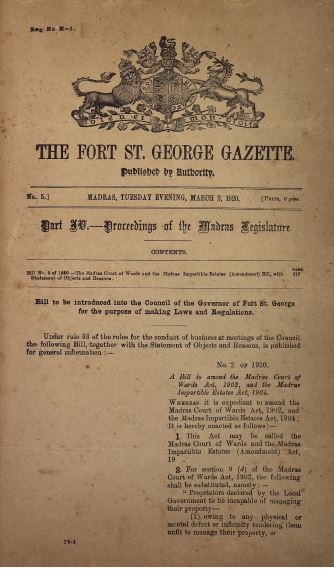 Reg. No. M-1.
DIEU ET MON DROIT
THE FORT ST. GEORGE GAZETTE.
Published by Authority.
No. 5.] MADRAS, TUESDAY EVENING, MARCH 2, 1920. [PRICE, 6 pies.
Part IV.—Proceedings of the Madras Legislature.
CONTENTS.
PAGE
Bill No. 2 of 1920—The Madras Court of Wards and the Madras Impartible Estates (Amendment) Bill, with
Statement of Objects and Reasons.
Bill to be introduced into the Council of the Governor of Fort St. George
for the purpose of making Laws and Regulations.
Under rule 33 of the rules for the conduct of business at meetings of the Council
the following Bill, together with the Statement of Objects and Reasons, is published
for general information :—
No. 2 OF 1920.
A Bill to amend the Madras Court of
Wards Act, 1902, and the Madras
Impartible Estates Act, 1904.
WHEREAS it is expedient to amend the
Madras Court of Wards Act, 1902, and
the Madras Impartible Estates Act, 1904;
It is hereby enacted as follows :—
1. This Act may be called the
Madras Court of Wards and the Madras
Impartible Estates (Amendment) Act,
19 .
2. For section 9 (d) of the Madras
Court of Wards Act, 1902, the following
shall be substituted, namely :—
"Proprietors declared by the Local
Government to be incapable of managing
their property—
(1) owing to any physical or
mental defect or infirmity rendering them
unfit to manage their property, or
IV-1